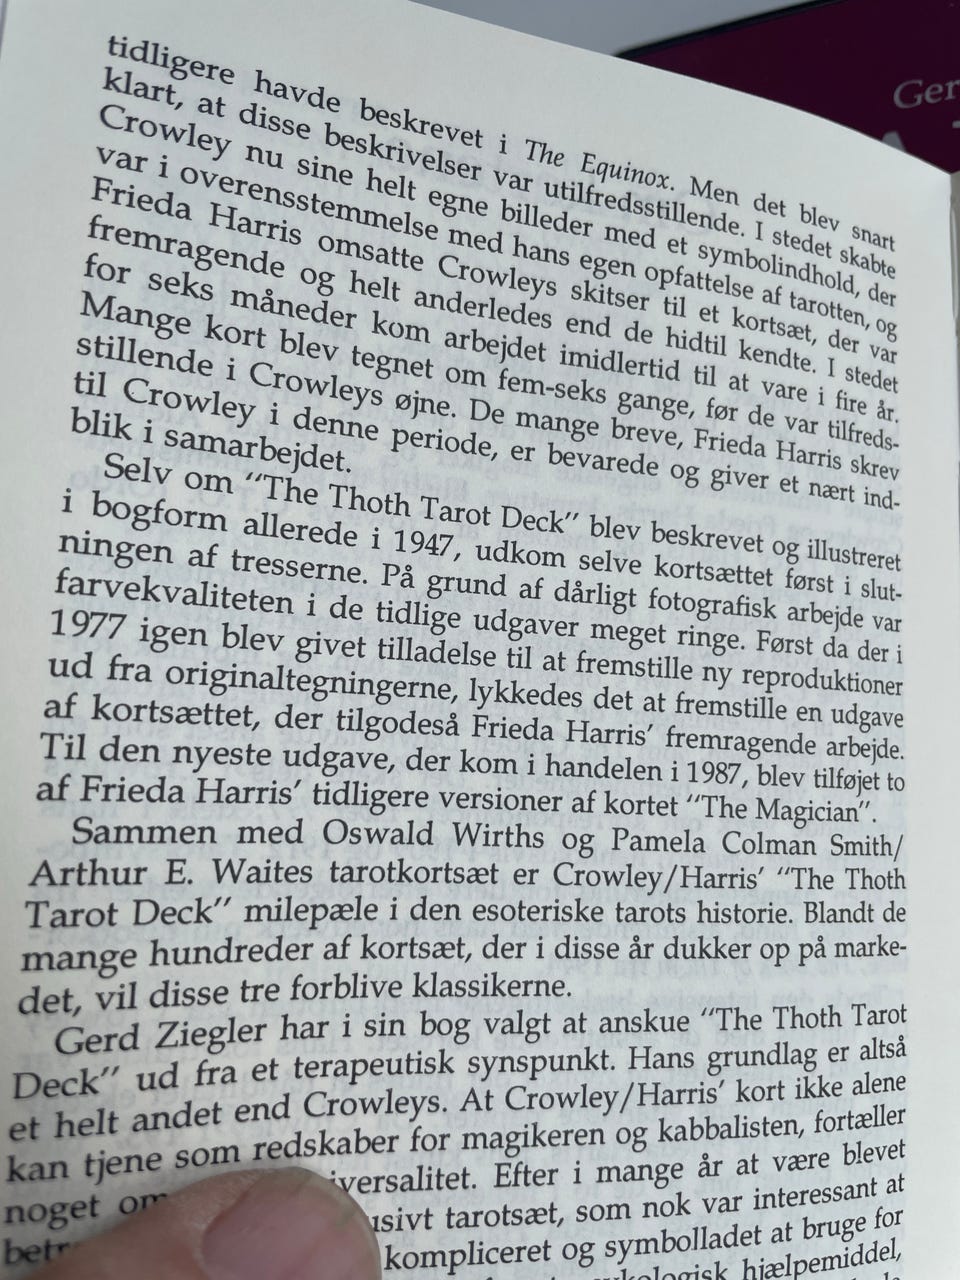 tidligere havde beskrevet i The Equinox. Men det blev snart
klart, at disse beskrivelser var utilfredsstillende. I stedet skabte
Crowley nu sine helt egne billeder med et symbolindhold, der
var i overensstemmelse med hans egen opfattelse af tarotten, og
Frieda Harris omsatte Crowleys skitser til et kortsæt, der var
fremragende og helt anderledes end de hidtil kendte. I stedet
for seks måneder kom arbejdet imidlertid til at vare i fire år.
Mange kort blev tegnet om fem-seks gange, før de var tilfreds-
stillende i Crowleys øjne. De mange breve, Frieda Harris skrev
til Crowley i denne periode, er bevarede og giver et nært ind-
blik i samarbejdet.
Selv om "The Thoth Tarot Deck" blev beskrevet og illustreret
i bogform allerede i 1947, udkom selve kortsættet først i slut-
ningen af tresserne. På grund af dårligt fotografisk arbejde var
farvekvaliteten i de tidlige udgaver meget ringe. Først da der i
1977 igen blev givet tilladelse til at fremstille ny reproduktioner
ud fra originaltegningerne, lykkedes det at fremstille en udgave
af kortsættet, der tilgodeså Frieda Harris' fremragende arbejde.
Til den nyeste udgave, der kom i handelen i 1987, blev tilføjet to
af Frieda Harris' tidligere versioner af kortet "The Magician".
Sammen med Oswald Wirths og Pamela Colman Smith/
Arthur E. Waites tarotkortsæt er Crowley/Harris' "The Thoth
Tarot Deck" milepæle i den esoteriske tarots historie. Blandt de
mange hundreder af kortsæt, der i disse år dukker op på marke-
det, vil disse tre forblive klassikerne.
Gerd Ziegler har i sin bog valgt at anskue "The Thoth Tarot
Deck" ud fra et terapeutisk synspunkt. Hans grundlag er altså
et helt andet end Crowleys. At Crowley/Harris' kort ikke alene
kan tjene som redskaber for magikeren og kabbalisten, fortæller
noget om iversalitet. Efter i mange år at være blevet
betr usivt tarotsæt, som nok var interessant at
kompliceret og symbolladet at bruge for
hjælpemiddel,
Ger